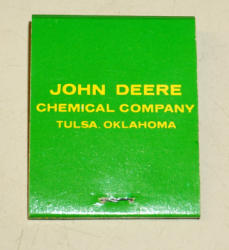 JOHN DEERE
CHEMICAL COMPANY
TULSA, OKLAHOMA